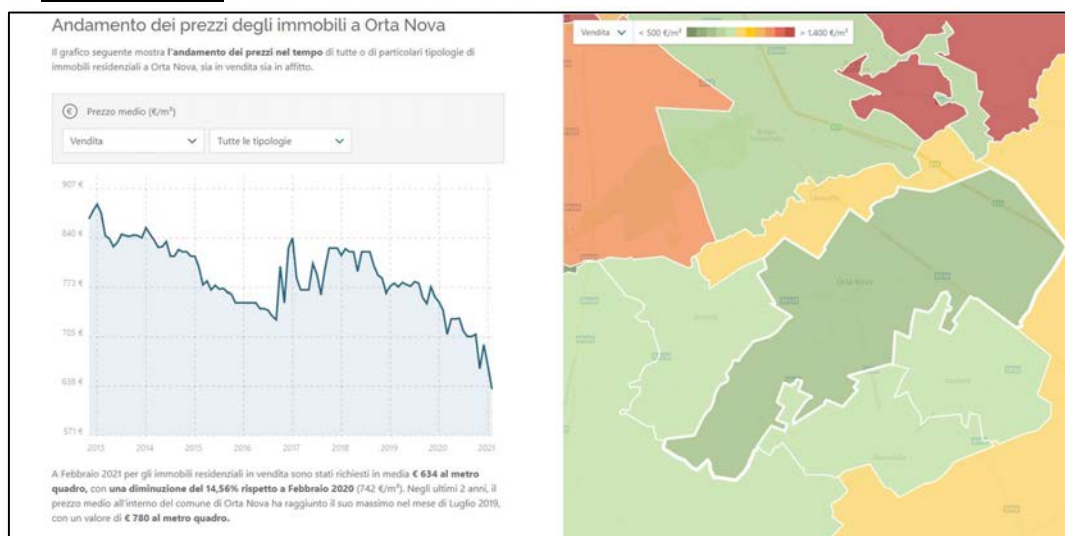 Andamento dei prezzi degli immobili a Orta Nova
Il grafico seguente mostra l'andamento dei prezzi nel tempo di tutte o di particolari tipologie di
immobili residenziali a Orta Nova, sia in vendita sia in affitto.
€ Prezzo medio (€/m²)
Vendita
Tutte le tipologie
907 €
840 €
773 €
725 €
638 €
571 €
2013 2014 2015 2016 2017 2018 2019 2020 2021
A Febbraio 2021 per gli immobili residenziali in vendita sono stati richiesti in media € 634 al metro
quadro, con una diminuzione del 14,56% rispetto a Febbraio 2020 (742 €/m²). Negli ultimi 2 anni, il
prezzo medio all'interno del comune di Orta Nova ha raggiunto il suo massimo nel mese di Luglio 2019,
con un valore di € 780 al metro quadro.
Vendita
< 500 €/m²
> 1.400 €/m²
Orta Nova